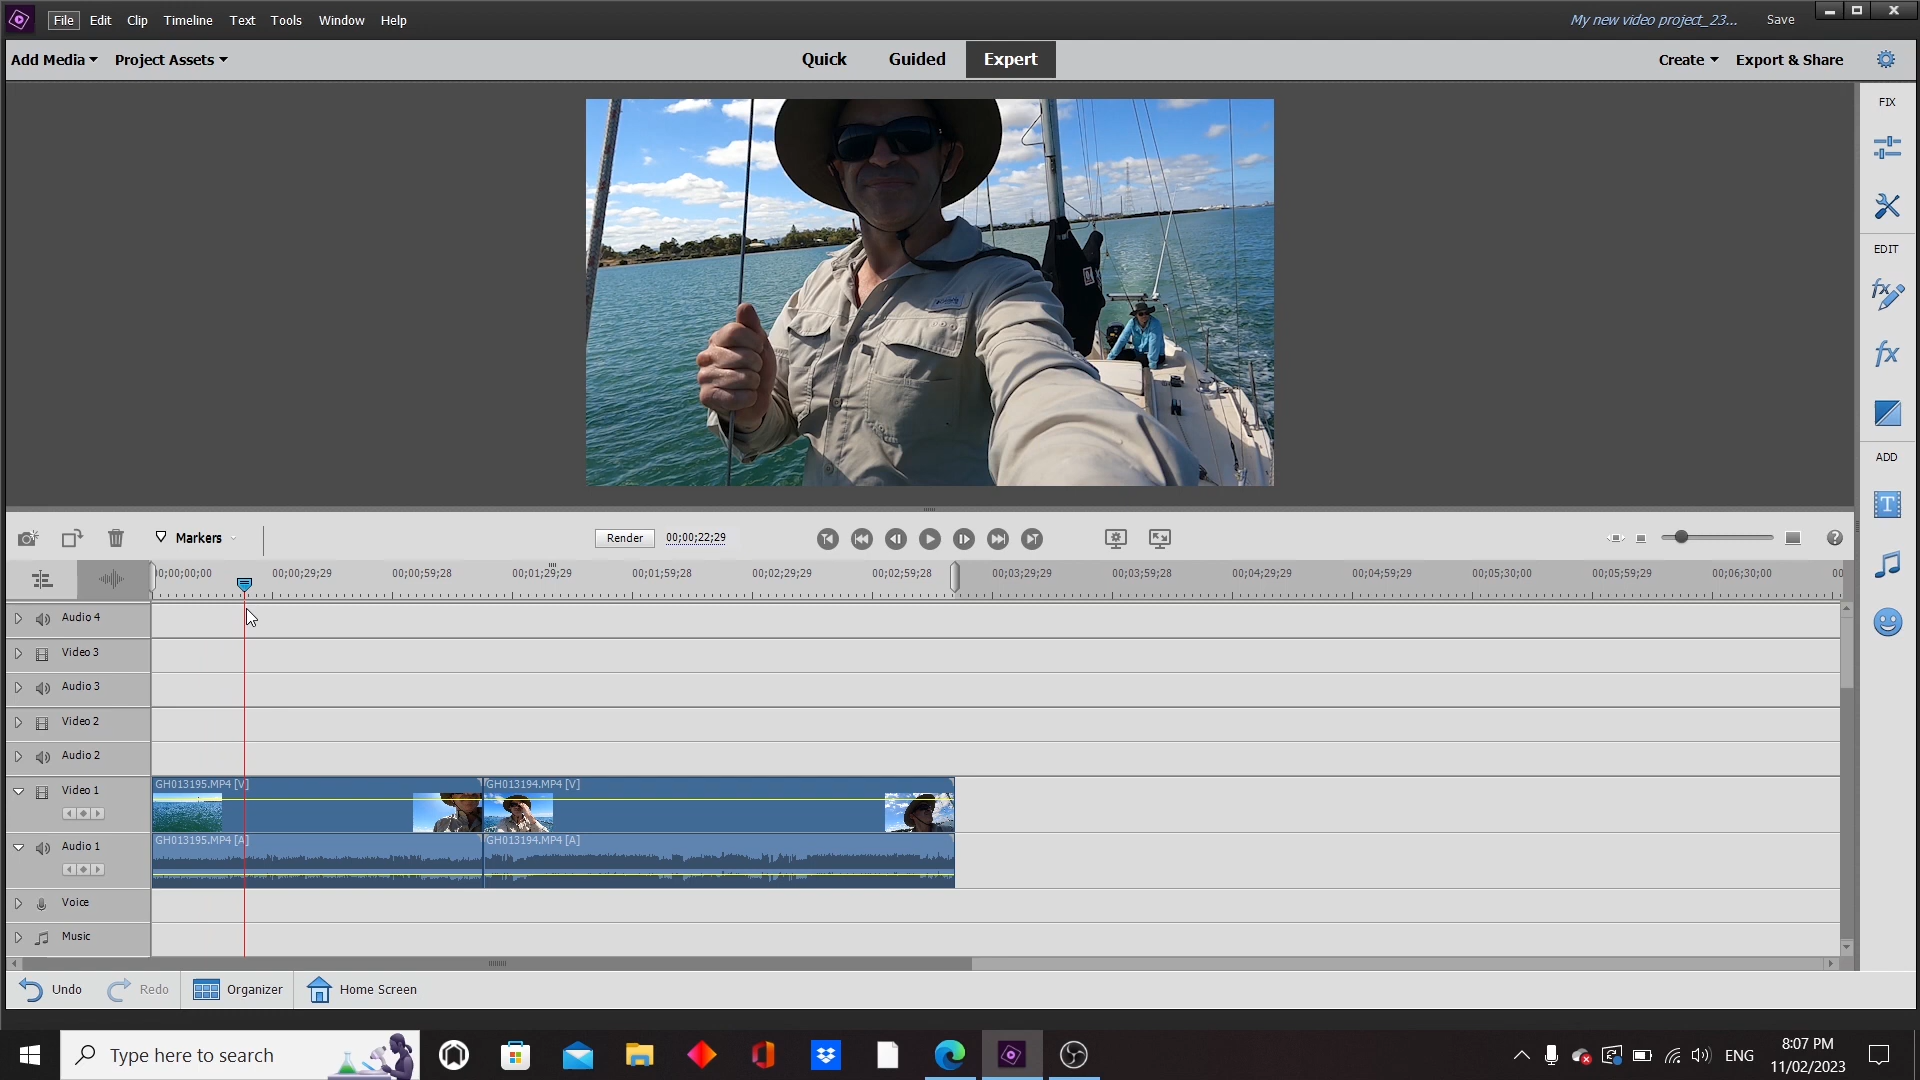 File Edit Clip Timeline Text Tools Window Help
My new video project_23... Save
Add Media Project Assets
Quick Guided Expert
Create Export & Share
FIX
EDIT
ADD
Markers
Render 00;00;22;29
00;00;00;00 00;00;29;29 00;00;59;28 00;01;29;29 00;01;59;28 00;02;29;29 00;02;59;28 00;03;29;29 00;03;59;28 00;04;29;29 00;04;59;28 00;05;30;00 00;05;59;29 00;06;30;00 00
Audio 4
Video 3
Audio 3
Video 2
Audio 2
Video 1
GH013195.MP4 [V] GH013194.MP4 [V]
Audio 1
GH013195.MP4 [A] GH013194.MP4 [A]
Voice
Music
Undo Redo Organizer Home Screen
Type here to search
ENG
8:07 PM
11/02/2023